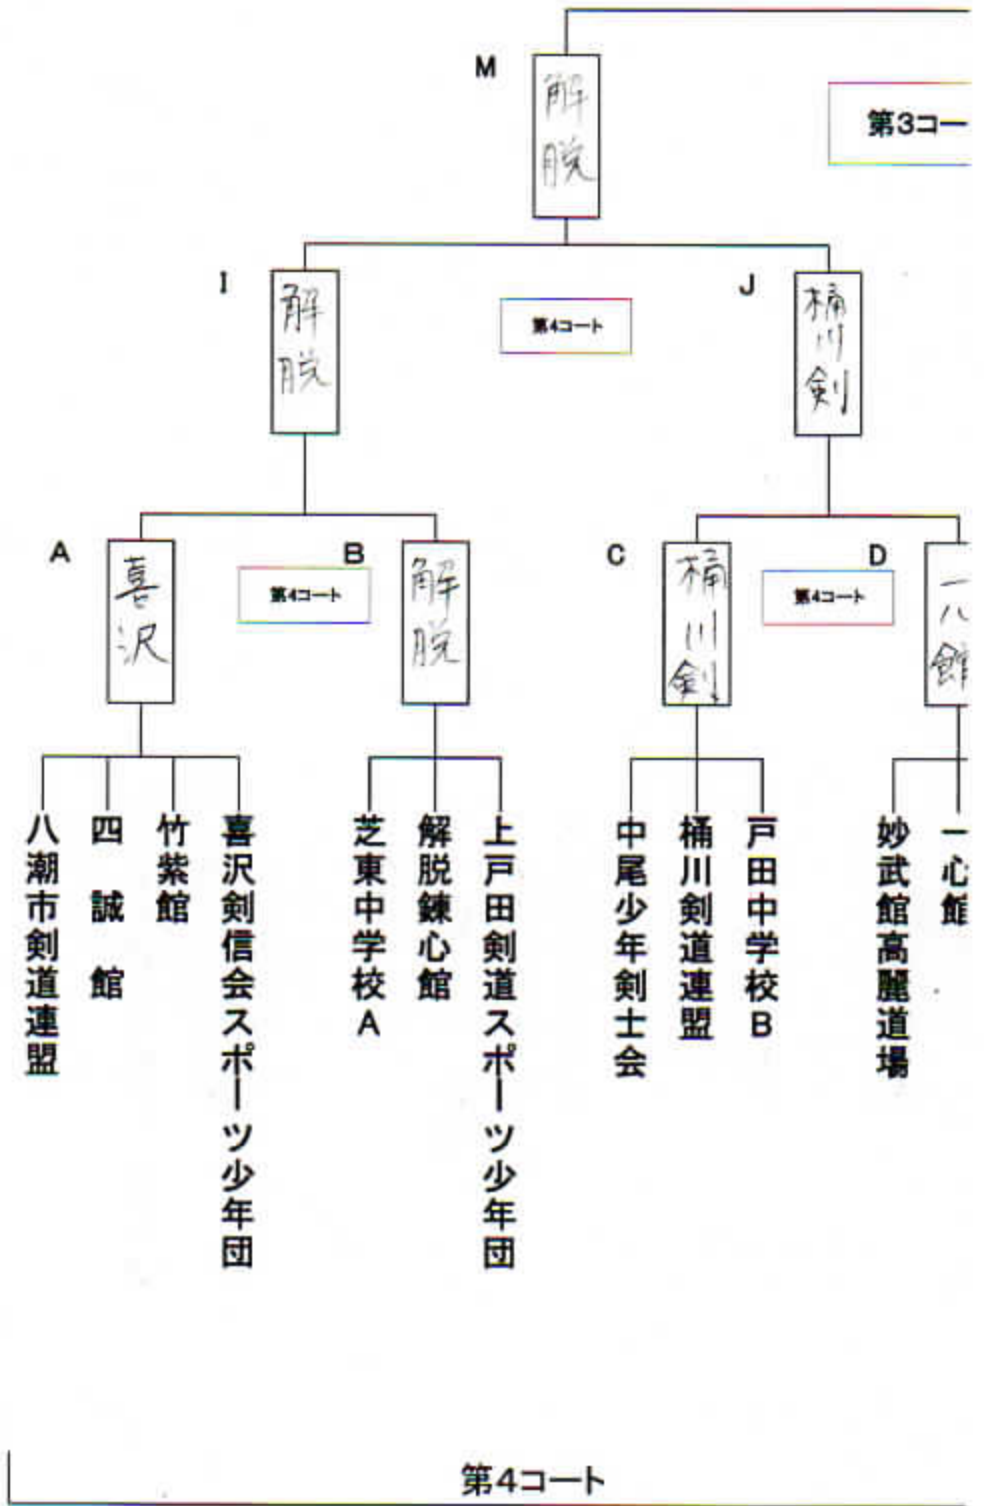 M
解脱
第3コー
I
解脱
第4コート
J
桶川剣
A
喜沢
第4コート
B
解脱
C
桶川剣
第4コート
D
八潮市剣道連盟
四誠館
竹紫館
喜沢剣信会スポーツ少年団
芝東中学校A
解脱錬心館
上戸田剣道スポーツ少年団
中尾少年剣士会
桶川剣道連盟
戸田中学校B
妙武館高麗道場
一心館
第4コート